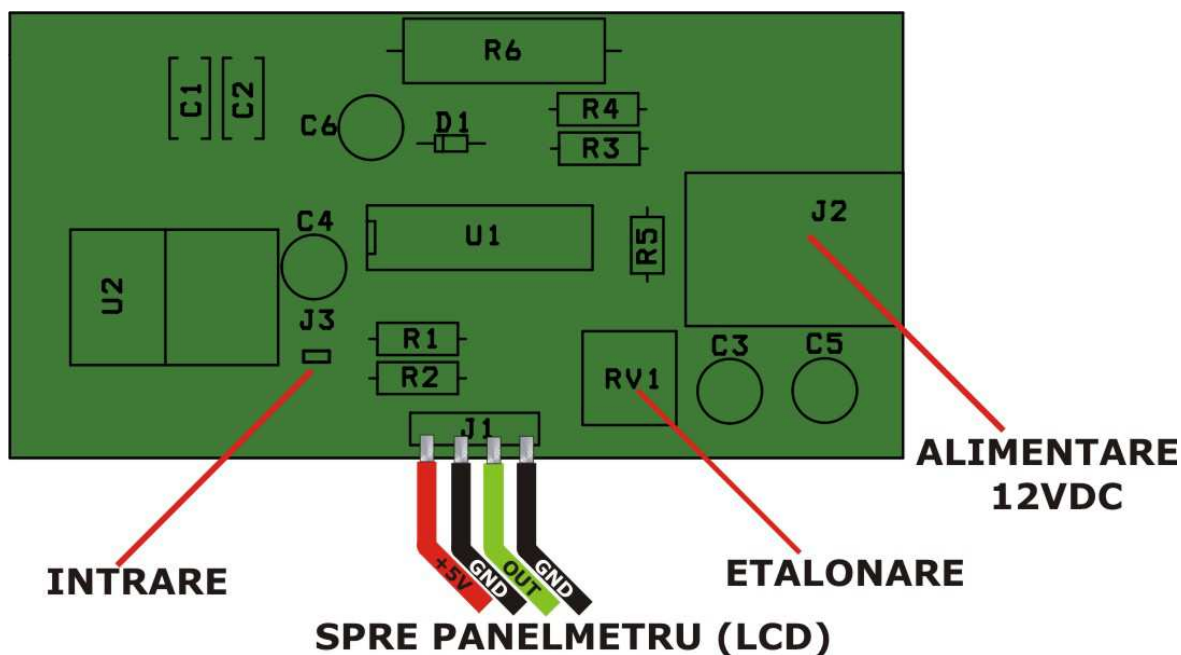 R6
C1
C2
C6
D1
R4
R3
J2
C4
U1
R5
U2
J3
R1
R2
RV1
C3
C5
J1
ALIMENTARE
12VDC
+5V
GND
OUT
GND
INTRARE
ETALONARE
SPRE PANELMETRU (LCD)